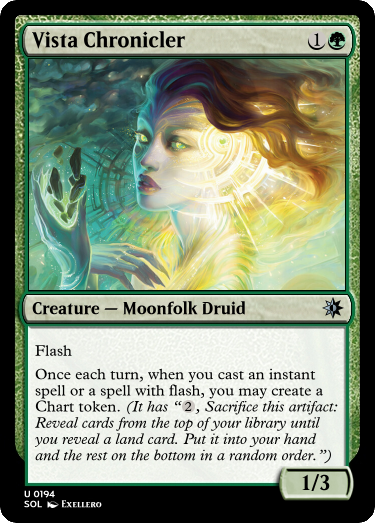 Vista Chronicler 1
Creature — Moonfolk Druid
Flash
Once each turn, when you cast an instant
spell or a spell with flash, you may create a
Chart token. (It has “2, Sacrifice this artifact:
Reveal cards from the top of your library until
you reveal a land card. Put it into your hand
and the rest on the bottom in a random order.”)
1/3
U 0194
SOL Exellero